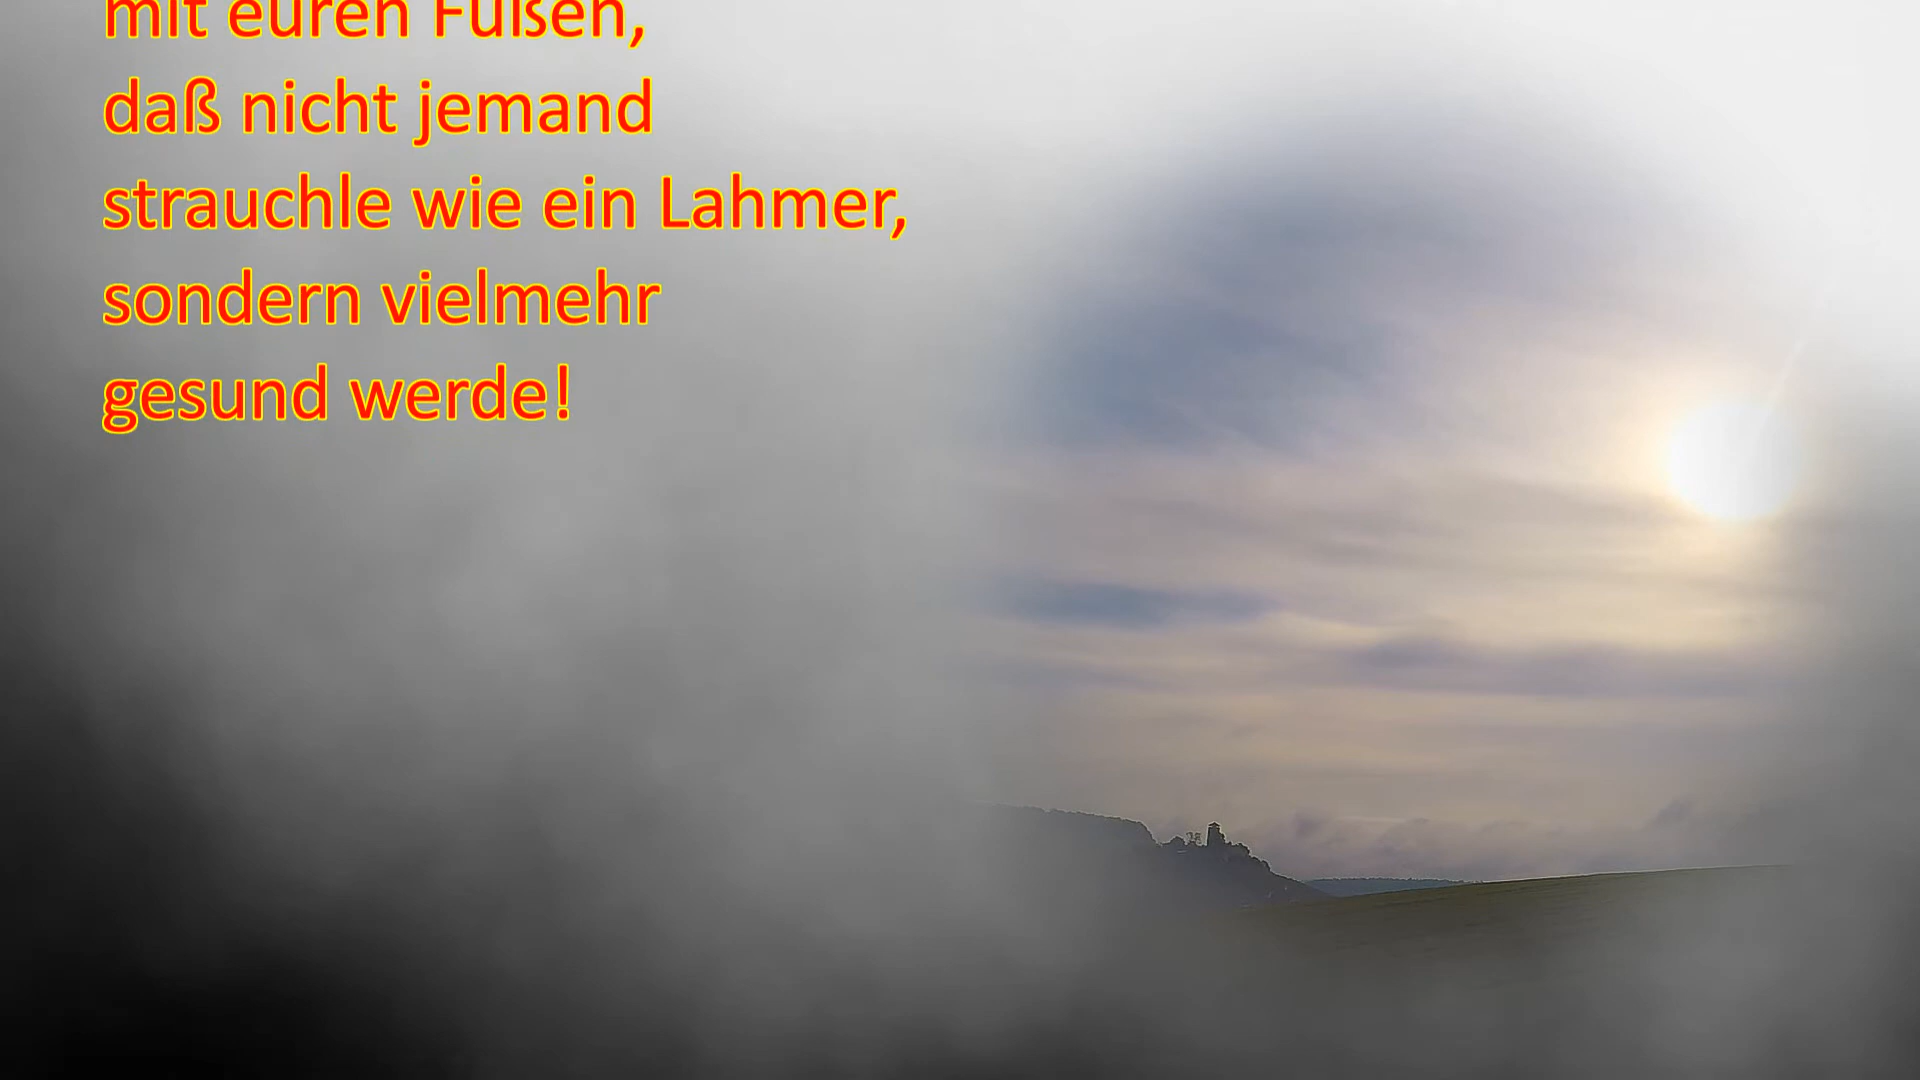 mit euren Füßen,
daß nicht jemand
strauchle wie ein Lahmer,
sondern vielmehr
gesund werde!